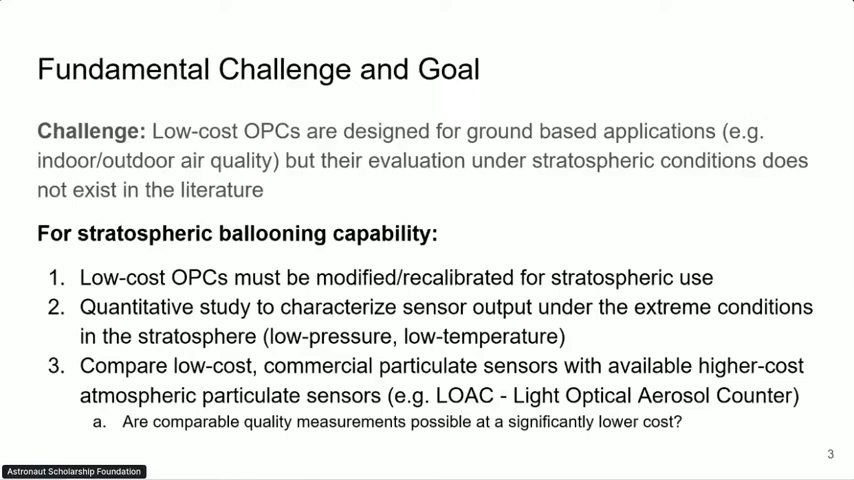 Fundamental Challenge and Goal
Challenge: Low-cost OPCs are designed for ground based applications (e.g.
indoor/outdoor air quality) but their evaluation under stratospheric conditions does
not exist in the literature
For stratospheric ballooning capability:
1. Low-cost OPCs must be modified/recalibrated for stratospheric use
2. Quantitative study to characterize sensor output under the extreme conditions
in the stratosphere (low-pressure, low-temperature)
3. Compare low-cost, commercial particulate sensors with available higher-cost
atmospheric particulate sensors (e.g. LOAC - Light Optical Aerosol Counter)
a. Are comparable quality measurements possible at a significantly lower cost?
3
Astronaut Scholarship Foundation